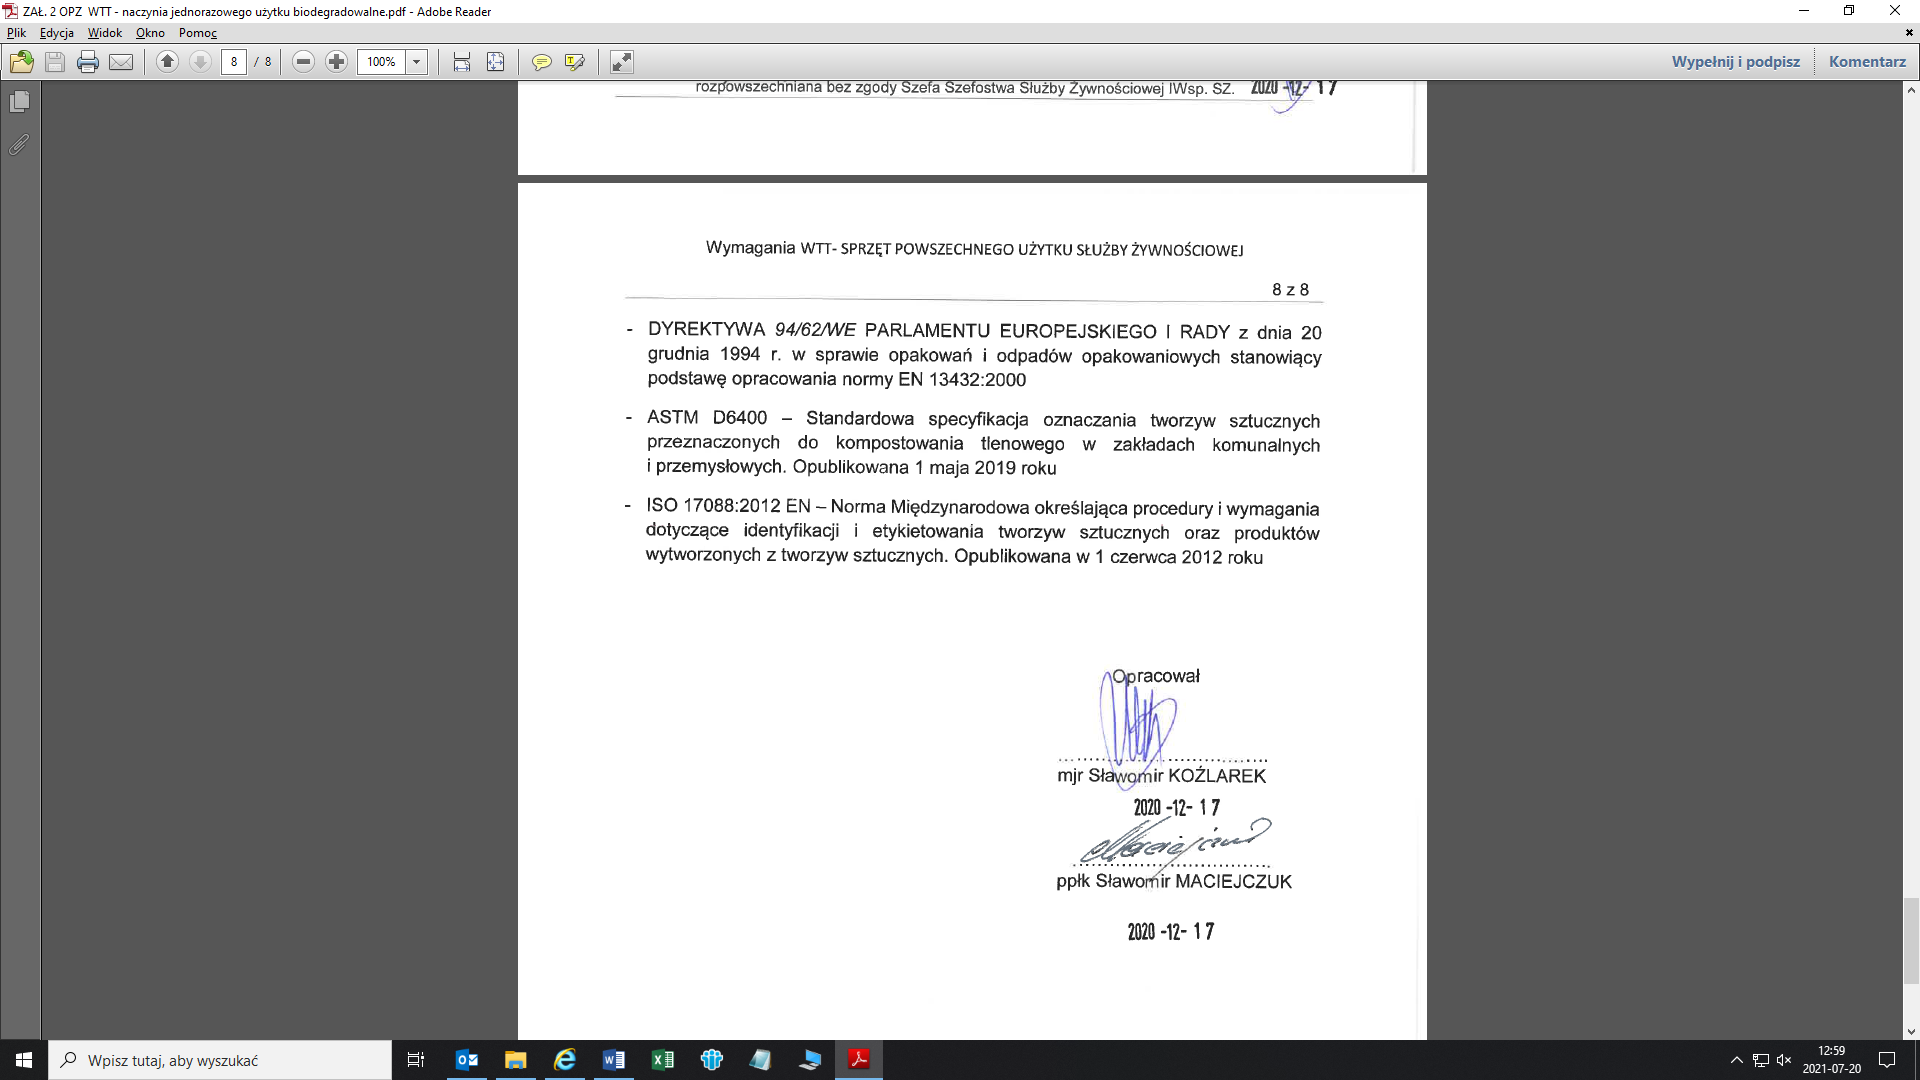 ZAŁ. 2 OPZ WTT - naczynia jednorazowego użytku biodegradowalne.pdf - Adobe Reader
Plik Edycja Widok Okno Pomoc
8 / 8 100% Wypełnij i podpisz Komentarz
rozpowszechniana bez zgody Szefa Szefostwa Służby Żywnościowej IWsp. SZ. 2020 -12- 17
Wymagania WTT- SPRZĘT POWSZECHNEGO UŻYTKU SŁUŻBY ŻYWNOŚCIOWEJ
8 z 8
- DYREKTYWA 94/62/WE PARLAMENTU EUROPEJSKIEGO I RADY z dnia 20
grudnia 1994 r. w sprawie opakowań i odpadów opakowaniowych stanowiący
podstawę opracowania normy EN 13432:2000
- ASTM D6400 – Standardowa specyfikacja oznaczania tworzyw sztucznych
przeznaczonych do kompostowania tlenowego w zakładach komunalnych
i przemysłowych. Opublikowana 1 maja 2019 roku
- ISO 17088:2012 EN – Norma Międzynarodowa określająca procedury i wymagania
dotyczące identyfikacji i etykietowania tworzyw sztucznych oraz produktów
wytworzonych z tworzyw sztucznych. Opublikowana w 1 czerwca 2012 roku
Opracował
mjr Sławomir KOŹLAREK
2020 -12- 17
ppłk Sławomir MACIEJCZUK
2020 -12- 17
Wpisz tutaj, aby wyszukać
12:59
2021-07-20